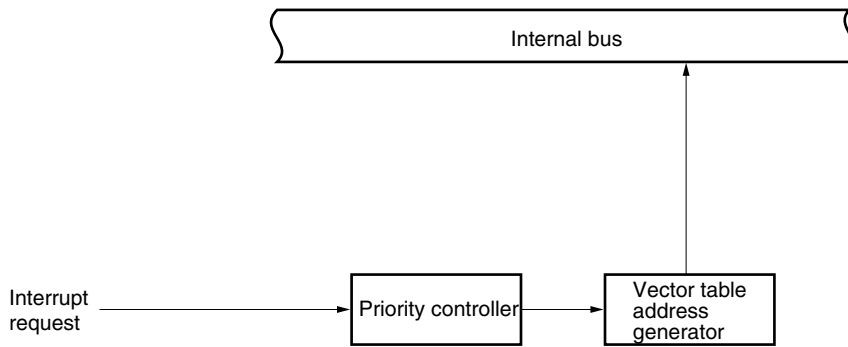 Internal bus
Interrupt
request
Priority controller
Vector table
address
generator